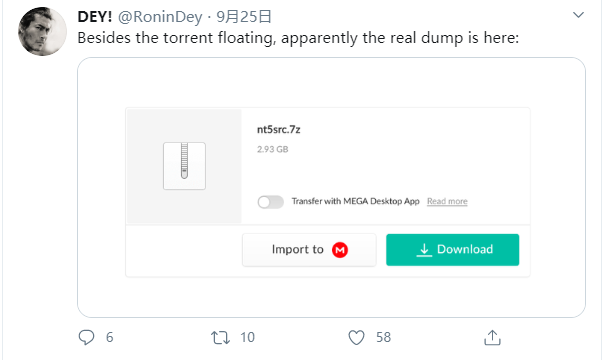 DEY! @RoninDey · 9月25日
Besides the torrent floating, apparently the real dump is here:
nt5src.7z
2.93 GB
Transfer with MEGA Desktop App Read more
Import to M Download
6 10 58